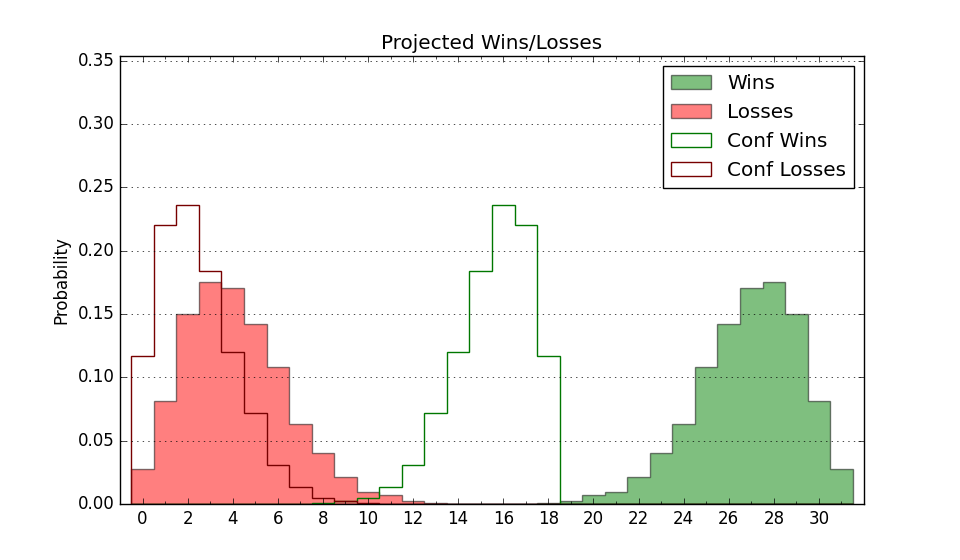 Projected Wins/Losses
0.35
0.30
0.25
0.20
0.15
0.10
0.05
0.00
Probability
Wins
Losses
Conf Wins
Conf Losses
0 2 4 6 8 10 12 14 16 18 20 22 24 26 28 30